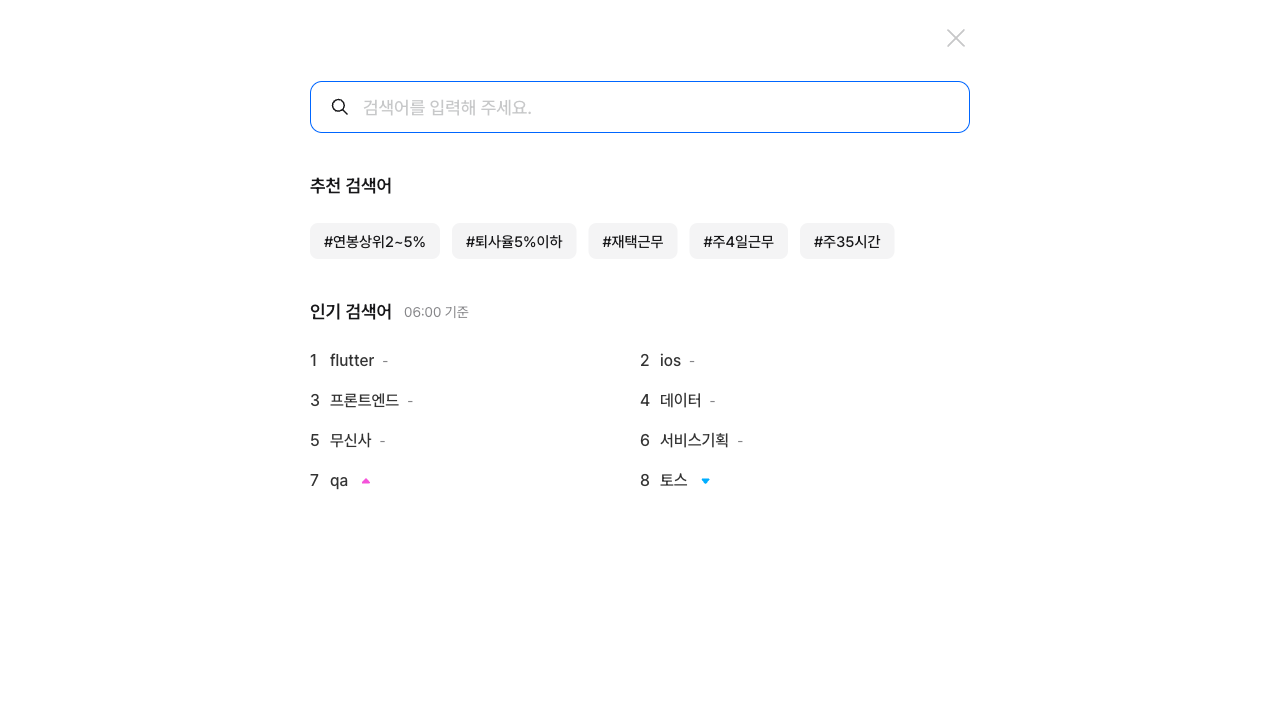 검색어를 입력해 주세요.
추천 검색어
#연봉상위2~5% #퇴사율5%이하 #재택근무 #주4일근무 #주35시간
인기 검색어 06:00 기준
1 flutter -
2 ios -
3 프론트엔드 -
4 데이터 -
5 무신사 -
6 서비스기획 -
7 qa
8 토스